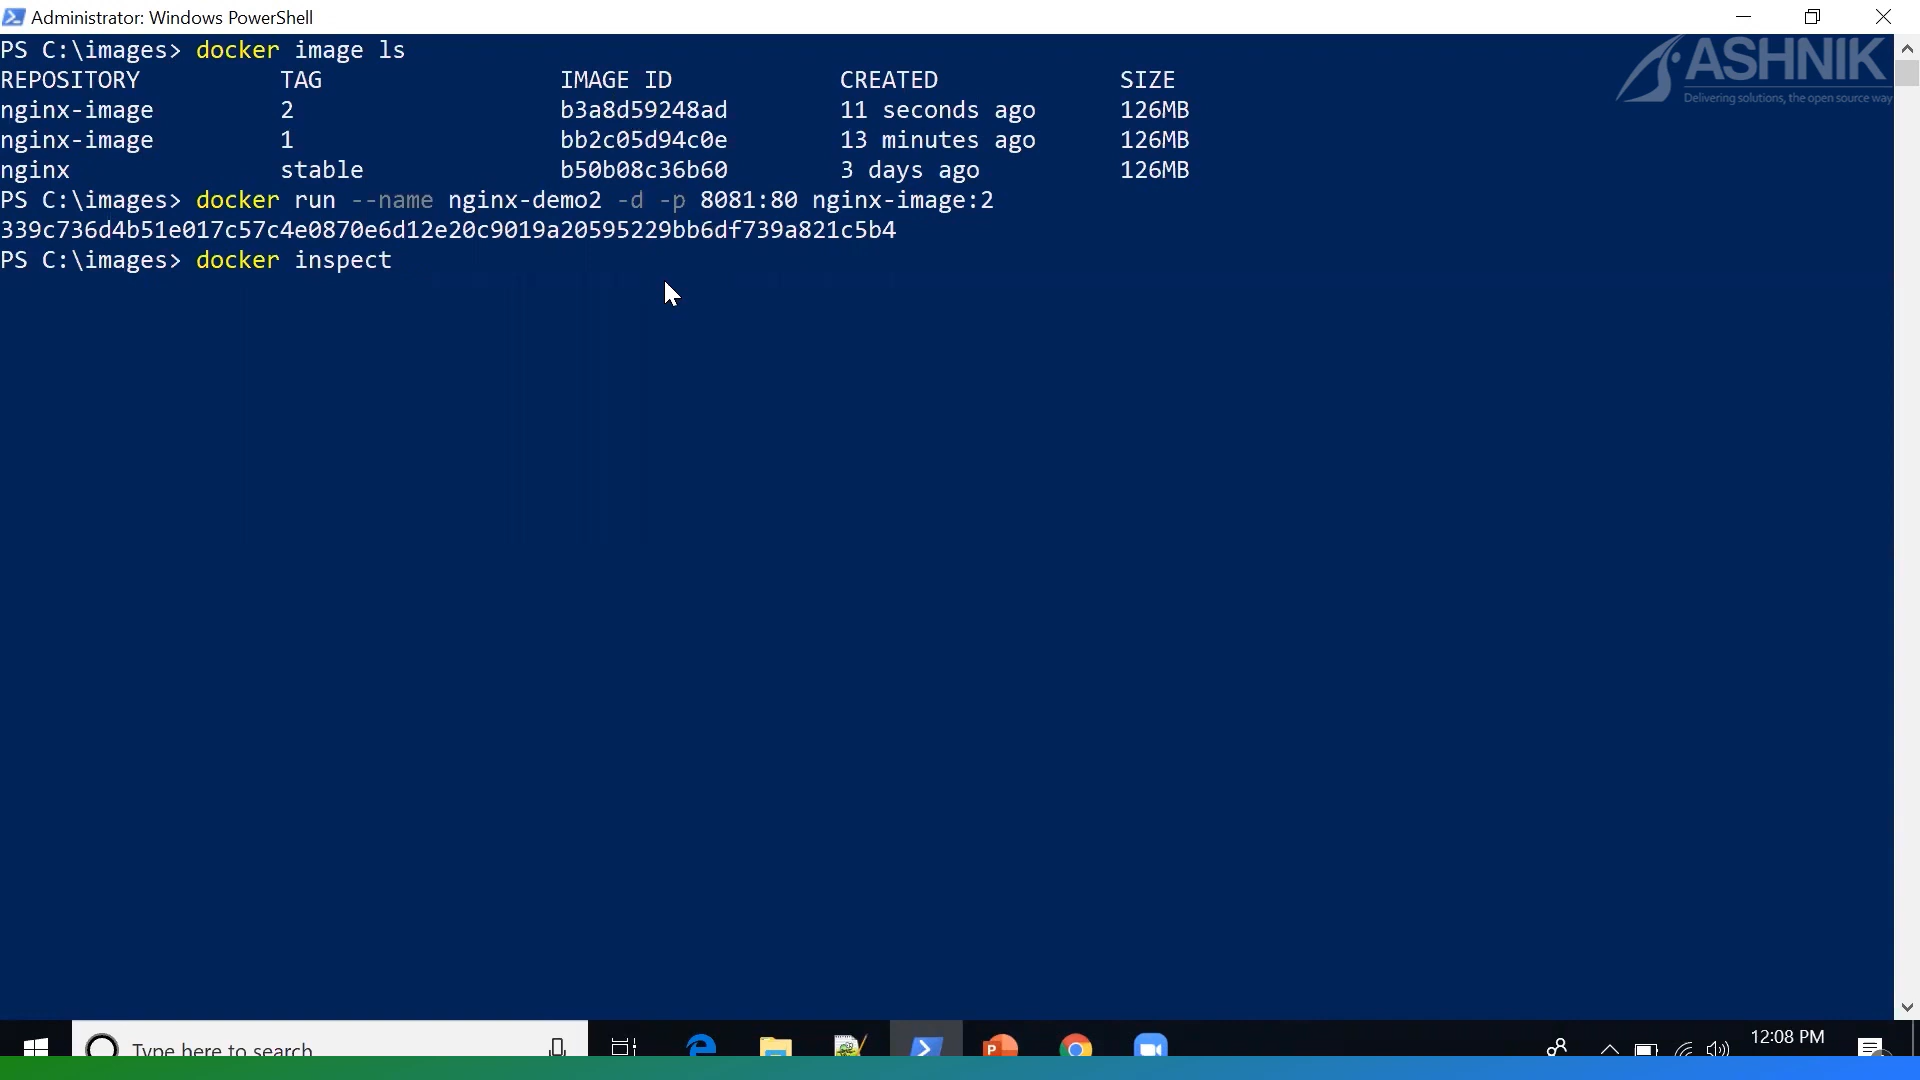 Administrator: Windows PowerShell
PS C:\images> docker image ls
REPOSITORY TAG IMAGE ID CREATED SIZE
nginx-image 2 b3a8d59248ad 11 seconds ago 126MB
nginx-image 1 bb2c05d94c0e 13 minutes ago 126MB
nginx stable b50b08c36b60 3 days ago 126MB
PS C:\images> docker run --name nginx-demo2 -d -p 8081:80 nginx-image:2
339c736d4b51e017c57c4e0870e6d12e20c9019a20595229bb6df739a821c5b4
PS C:\images> docker inspect
ASHNIK
Delivering solutions, the open source way
Type here to search
12:08 PM